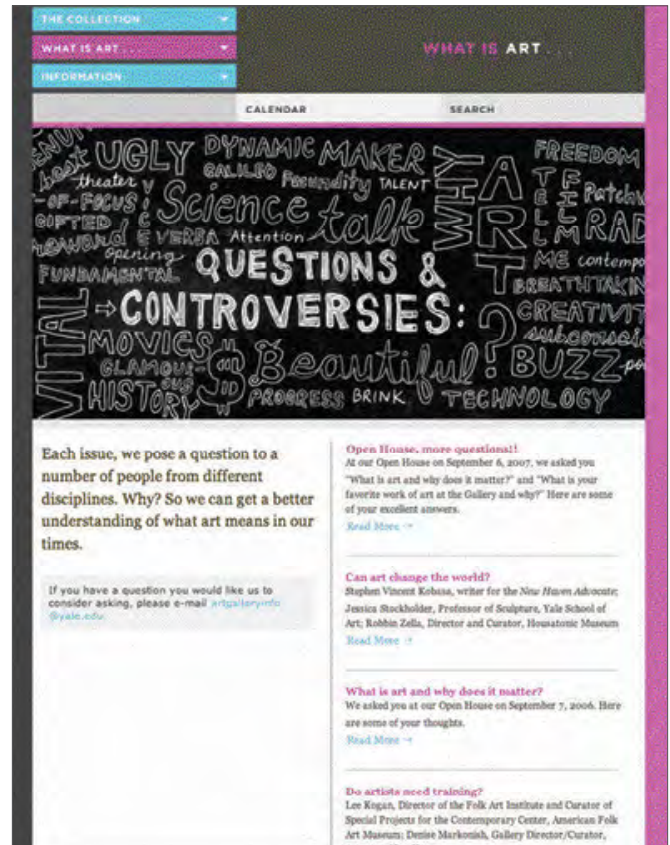 THE COLLECTION
WHAT IS ART . . .
INFORMATION
WHAT IS ART . . .
CALENDAR
SEARCH
UGLY
DYNAMIC MAKER
FREEDOM
best
theater
GALILEO Fecundity TALENT
WHY
ART
TELL ME
FILM
Patchw
-OF-FOCUS
Science talk
RAD
GIFTED
VERBA Attention
REWARD
opening
contempo
FUNDAMENTAL
QUESTIONS &
BREATHTAKIN
VITAL
→CONTROVERSIES:
CREATIVIT
MOVIES
subconscio
GLAMOUR-
OUS
$
Beautiful
?
BUZZ
-po
HISTORY
PROGRESS BRINK
TECHNOLOGY
Each issue, we pose a question to a
number of people from different
disciplines. Why? So we can get a better
understanding of what art means in our
times.
If you have a question you would like us to
consider asking, please e-mail artgalleryinfo
@yale.edu.
Open House, more questions!!
At our Open House on September 6, 2007, we asked you
"What is art and why does it matter?" and "What is your
favorite work of art at the Gallery and why?" Here are some
of your excellent answers.
Read More →
Can art change the world?
Stephen Vincent Kobasa, writer for the New Haven Advocate;
Jessica Stockholder, Professor of Sculpture, Yale School of
Art; Robbin Zella, Director and Curator, Housatonic Museum
Read More →
What is art and why does it matter?
We asked you at our Open House on September 7, 2006. Here
are some of your thoughts.
Read More →
Do artists need training?
Lee Kogan, Director of the Folk Art Institute and Curator of
Special Projects for the Contemporary Center, American Folk
Art Museum; Denise Markonish, Gallery Director/Curator,